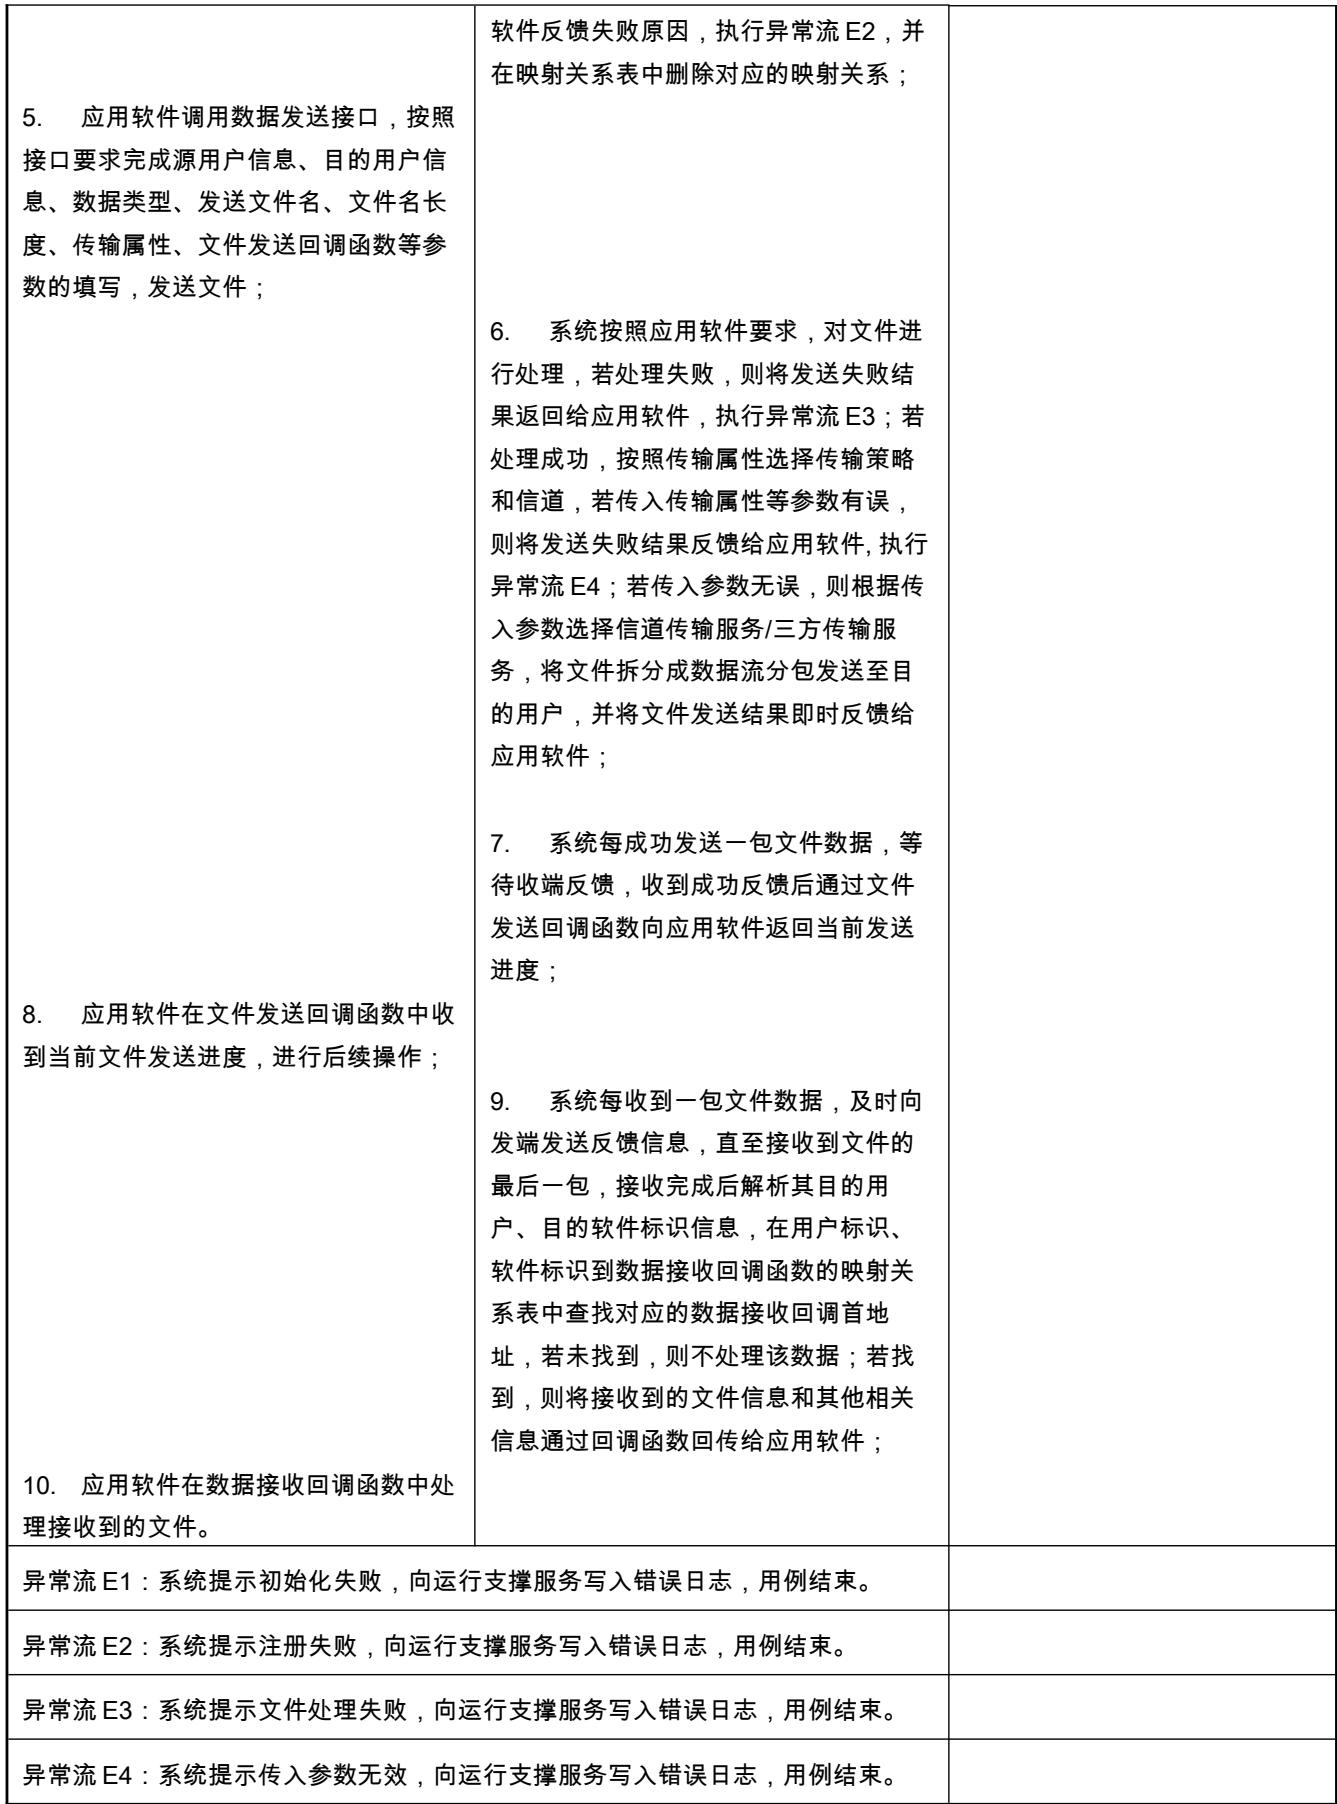 软件反馈失败原因，执行异常流 E2，并
在映射关系表中删除对应的映射关系；
5. 应用软件调用数据发送接口，按照
接口要求完成源用户信息、目的用户信
息、数据类型、发送文件名、文件名长
度、传输属性、文件发送回调函数等参
数的填写，发送文件；
6. 系统按照应用软件要求，对文件进
行处理，若处理失败，则将发送失败结
果返回给应用软件，执行异常流 E3；若
处理成功，按照传输属性选择传输策略
和信道，若传入传输属性等参数有误，
则将发送失败结果反馈给应用软件, 执行
异常流 E4；若传入参数无误，则根据传
入参数选择信道传输服务/三方传输服
务，将文件拆分成数据流分包发送至目
的用户，并将文件发送结果即时反馈给
应用软件；
7. 系统每成功发送一包文件数据，等
待收端反馈，收到成功反馈后通过文件
发送回调函数向应用软件返回当前发送
进度；
8. 应用软件在文件发送回调函数中收
到当前文件发送进度，进行后续操作；
9. 系统每收到一包文件数据，及时向
发端发送反馈信息，直至接收到文件的
最后一包，接收完成后解析其目的用
户、目的软件标识信息，在用户标识、
软件标识到数据接收回调函数的映射关
系表中查找对应的数据接收回调首地
址，若未找到，则不处理该数据；若找
到，则将接收到的文件信息和其他相关
信息通过回调函数回传给应用软件；
10. 应用软件在数据接收回调函数中处
理接收到的文件。
异常流 E1：系统提示初始化失败，向运行支撑服务写入错误日志，用例结束。
异常流 E2：系统提示注册失败，向运行支撑服务写入错误日志，用例结束。
异常流 E3：系统提示文件处理失败，向运行支撑服务写入错误日志，用例结束。
异常流 E4：系统提示传入参数无效，向运行支撑服务写入错误日志，用例结束。